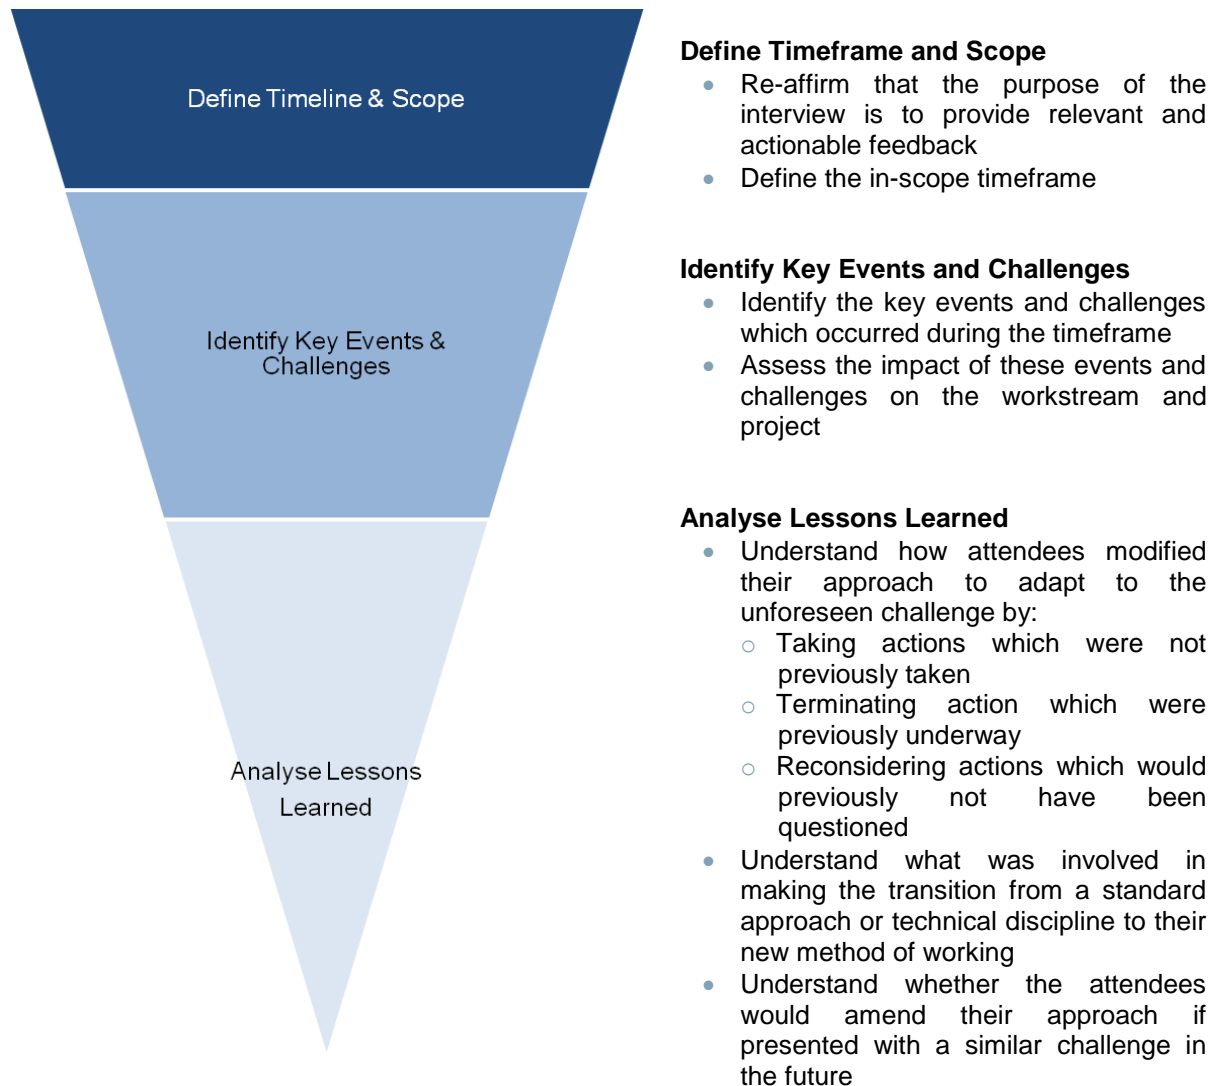 Define Timeline & Scope
Identify Key Events &
Challenges
Analyse Lessons
Learned
Define Timeframe and Scope
• Re-affirm that the purpose of the
interview is to provide relevant and
actionable feedback
• Define the in-scope timeframe
Identify Key Events and Challenges
• Identify the key events and challenges
which occurred during the timeframe
• Assess the impact of these events and
challenges on the workstream and
project
Analyse Lessons Learned
• Understand how attendees modified
their approach to adapt to the
unforeseen challenge by:
○ Taking actions which were not
previously taken
○ Terminating action which were
previously underway
○ Reconsidering actions which would
previously not have been
questioned
• Understand what was involved in
making the transition from a standard
approach or technical discipline to their
new method of working
• Understand whether the attendees
would amend their approach if
presented with a similar challenge in
the future